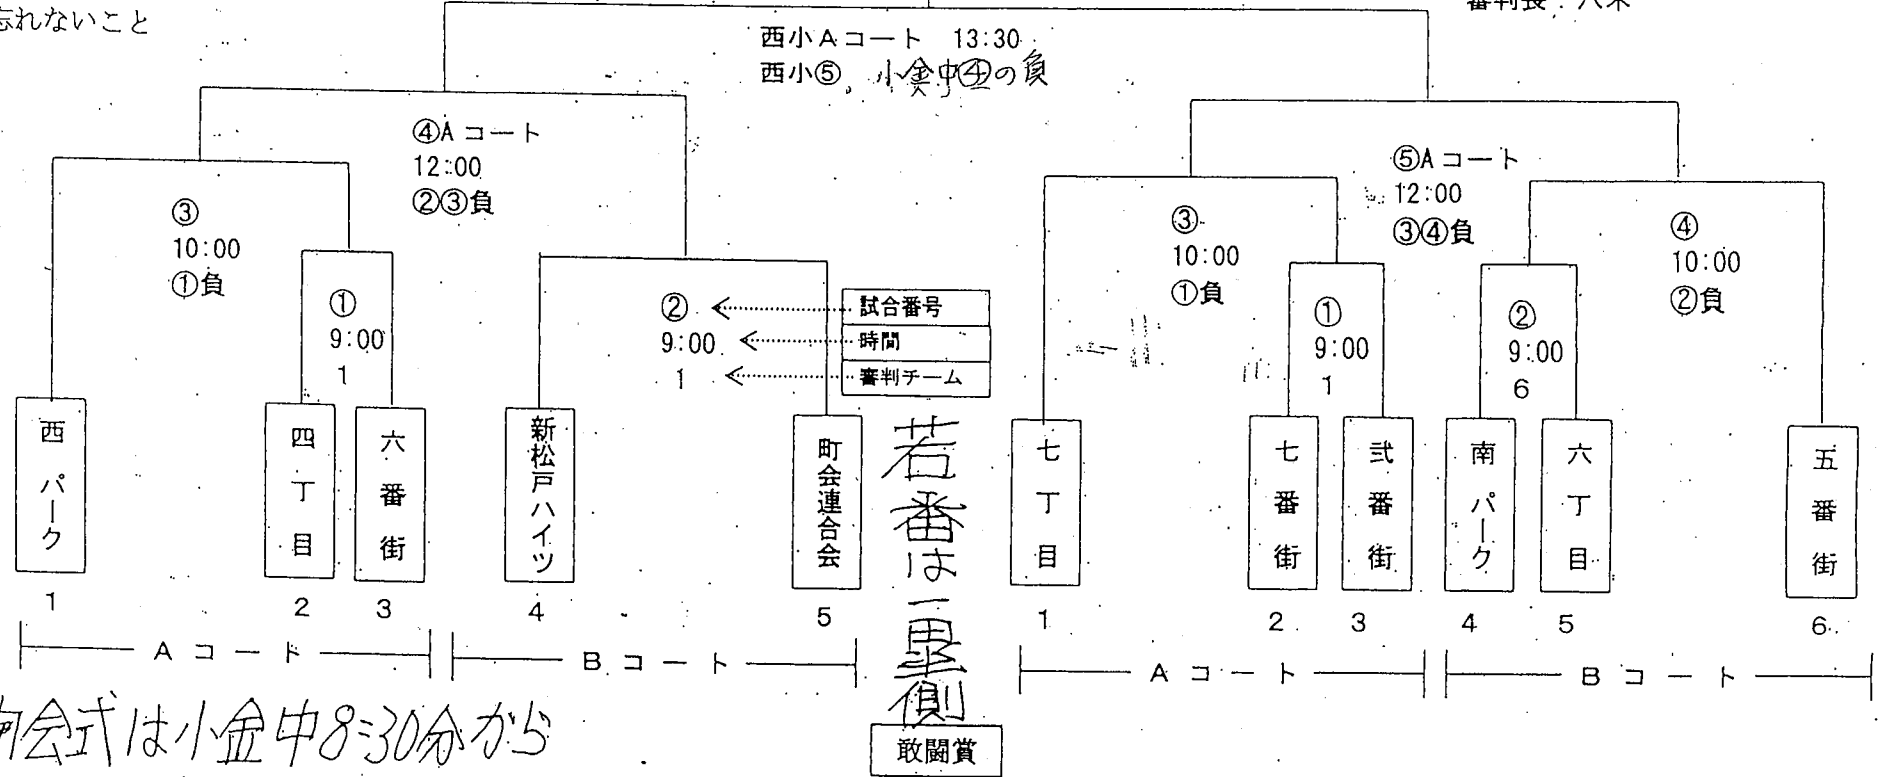 忘れないこと
審判長：八木
西小Aコート 13:30
西小⑤、小金中④の負
④Aコート
12:00
②③負
⑤Aコート
12:00
③④負
③
10:00
①負
①
9:00
1
②
9:00
1
試合番号
時間
審判チーム
③
10:00
①負
①
9:00
1
②
9:00
6
④
10:00
②負
西パーク
四丁目
六番街
新松戸ハイツ
町会連合会
若番は一塁側
七丁目
七番街
弐番街
南パーク
六丁目
五番街
1
2
3
4
5
1
2
3
4
5
6
Aコート
Bコート
Aコート
Bコート
会式は小金中8:30分から
敢闘賞